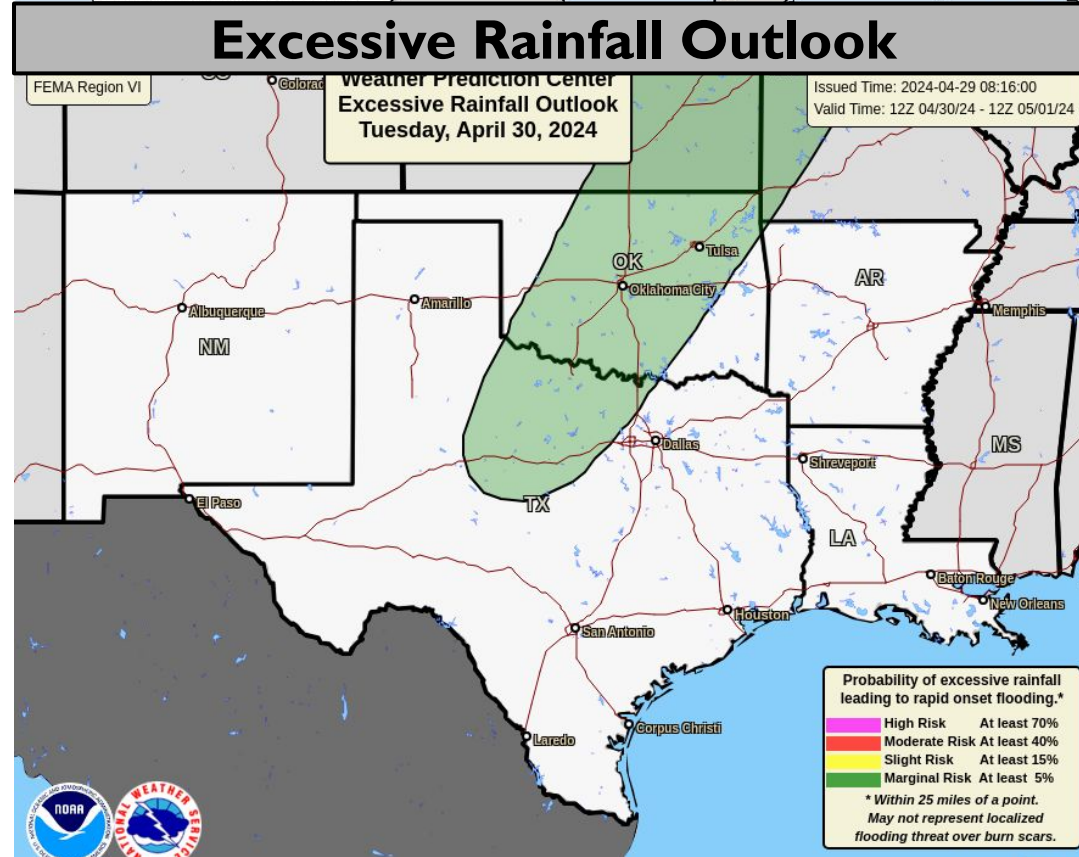 Excessive Rainfall Outlook
FEMA Region VI
Weather Prediction Center
Excessive Rainfall Outlook
Tuesday, April 30, 2024
Issued Time: 2024-04-29 08:16:00
Valid Time: 12Z 04/30/24 - 12Z 05/01/24
Colorad
Tulsa
OK
Oklahoma City
AR
Amarillo
Albuquerque
Memphis
NM
Dallas
MS
Shreveport
El Paso
TX
LA
Baton Rouge
New Orleans
Houston
San Antonio
Corpus Christi
Laredo
Probability of excessive rainfall
leading to rapid onset flooding.*
High Risk At least 70%
Moderate Risk At least 40%
Slight Risk At least 15%
Marginal Risk At least 5%
* Within 25 miles of a point.
May not represent localized
flooding threat over burn scars.
NOAA
NATIONAL WEATHER SERVICE